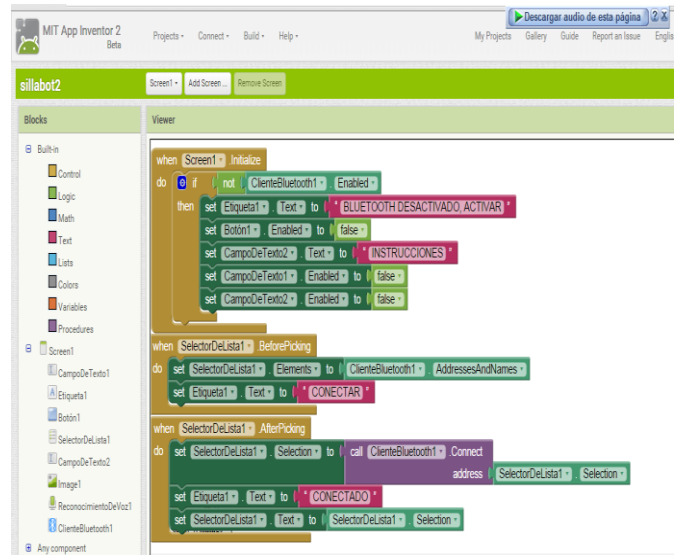 Descargar audio de esta página ? X
MIT App Inventor 2
Beta
Projects Connect Build Help
My Projects Gallery Guide Report an Issue Englis
sillabot2
Screen1 Add Screen ... Remove Screen
Blocks
Viewer
Built-in
Control
Logic
Math
Text
Lists
Colors
Variables
Procedures
Screen1
CampoDeTexto1
Etiqueta1
Botón1
SelectorDeLista1
CampoDeTexto2
Image1
ReconocimientoDeVoz1
ClienteBluetooth1
Any component
when Screen1 .Initialize
do if not ClienteBluetooth1 . Enabled
then set Etiqueta1 . Text to " BLUETOOTH DESACTIVADO, ACTIVAR "
set Botón1 . Enabled to false
set CampoDeTexto2 . Text to " INSTRUCCIONES "
set CampoDeTexto1 . Enabled to false
set CampoDeTexto2 . Enabled to false
when SelectorDeLista1 .BeforePicking
do set SelectorDeLista1 . Elements to ClienteBluetooth1 . AddressesAndNames
set Etiqueta1 . Text to " CONECTAR "
when SelectorDeLista1 .AfterPicking
do set SelectorDeLista1 . Selection to call ClienteBluetooth1 .Connect
address SelectorDeLista1 . Selection
set Etiqueta1 . Text to " CONECTADO "
set SelectorDeLista1 . Text to SelectorDeLista1 . Selection